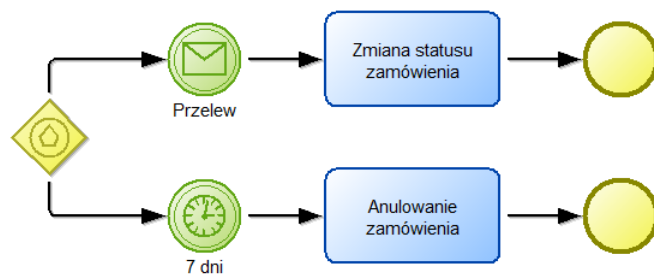 Zmiana statusu
zamówienia
Przelew
Anulowanie
zamówienia
7 dni